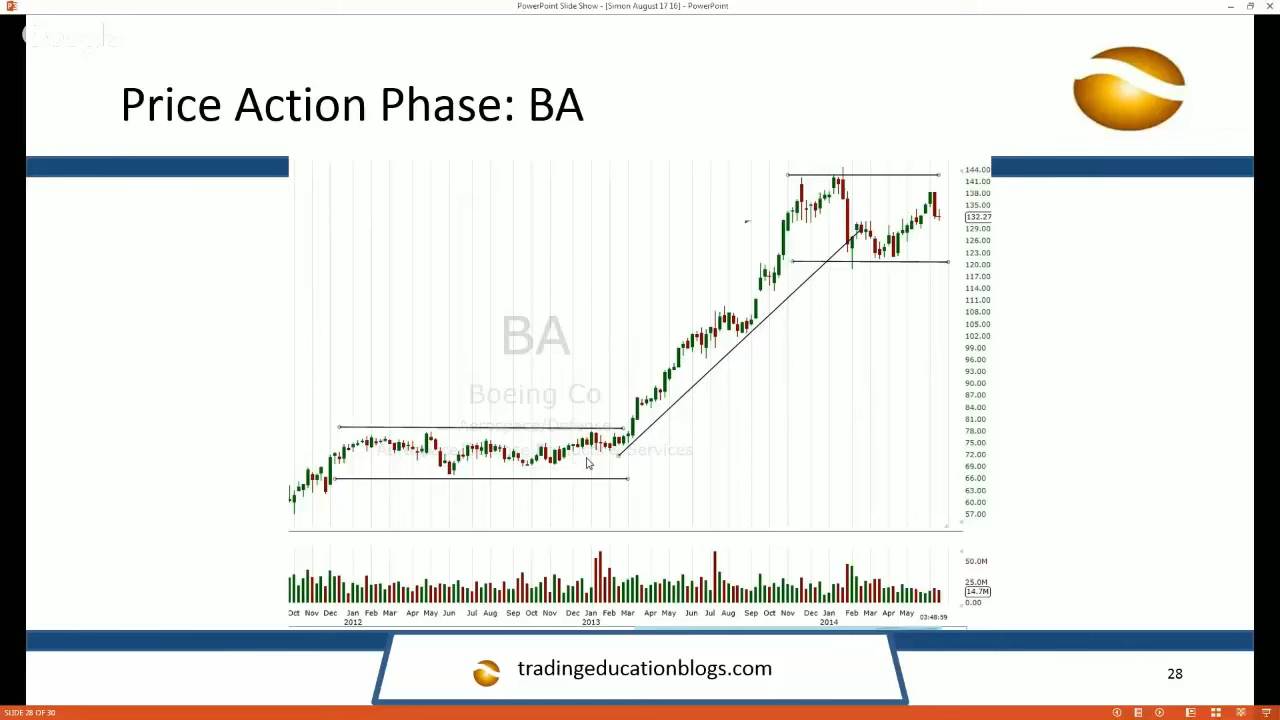 PowerPoint Slide Show - [Simon August 17 16] - PowerPoint
Price Action Phase: BA
BA
Boeing Co
Aerospace/Defence
Services
144.00
141.00
138.00
135.00
132.27
129.00
126.00
123.00
120.00
117.00
114.00
111.00
108.00
105.00
102.00
99.00
96.00
93.00
90.00
87.00
84.00
81.00
78.00
75.00
72.00
69.00
66.00
63.00
60.00
57.00
50.0M
25.0M
14.7M
0.00
Oct Nov Dec Jan Feb Mar Apr May Jun Jul Aug Sep Oct Nov Dec Jan Feb Mar Apr May Jun Jul Aug Sep Oct Nov Dec Jan Feb Mar Apr May 03:48:59
2012 2013 2014
tradingeducationblogs.com
28
SLIDE 28 OF 30